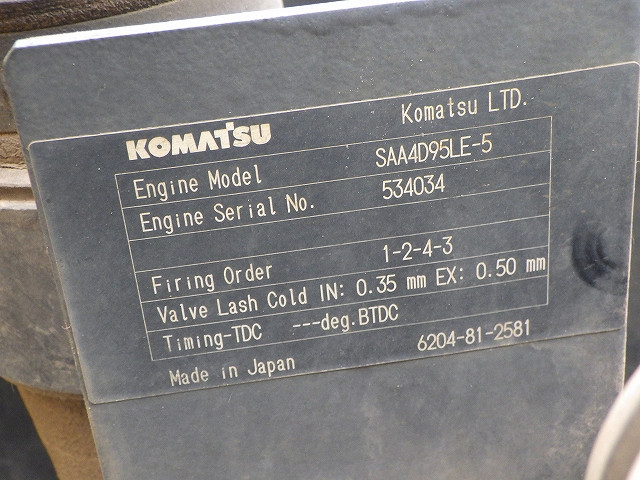 KOMATSU Komatsu LTD.
Engine Model SAA4D95LE-5
Engine Serial No. 534034
Firing Order 1-2-4-3
Valve Lash Cold IN: 0.35 mm EX: 0.50 mm
Timing-TDC ---deg.BTDC
Made in Japan 6204-81-2581